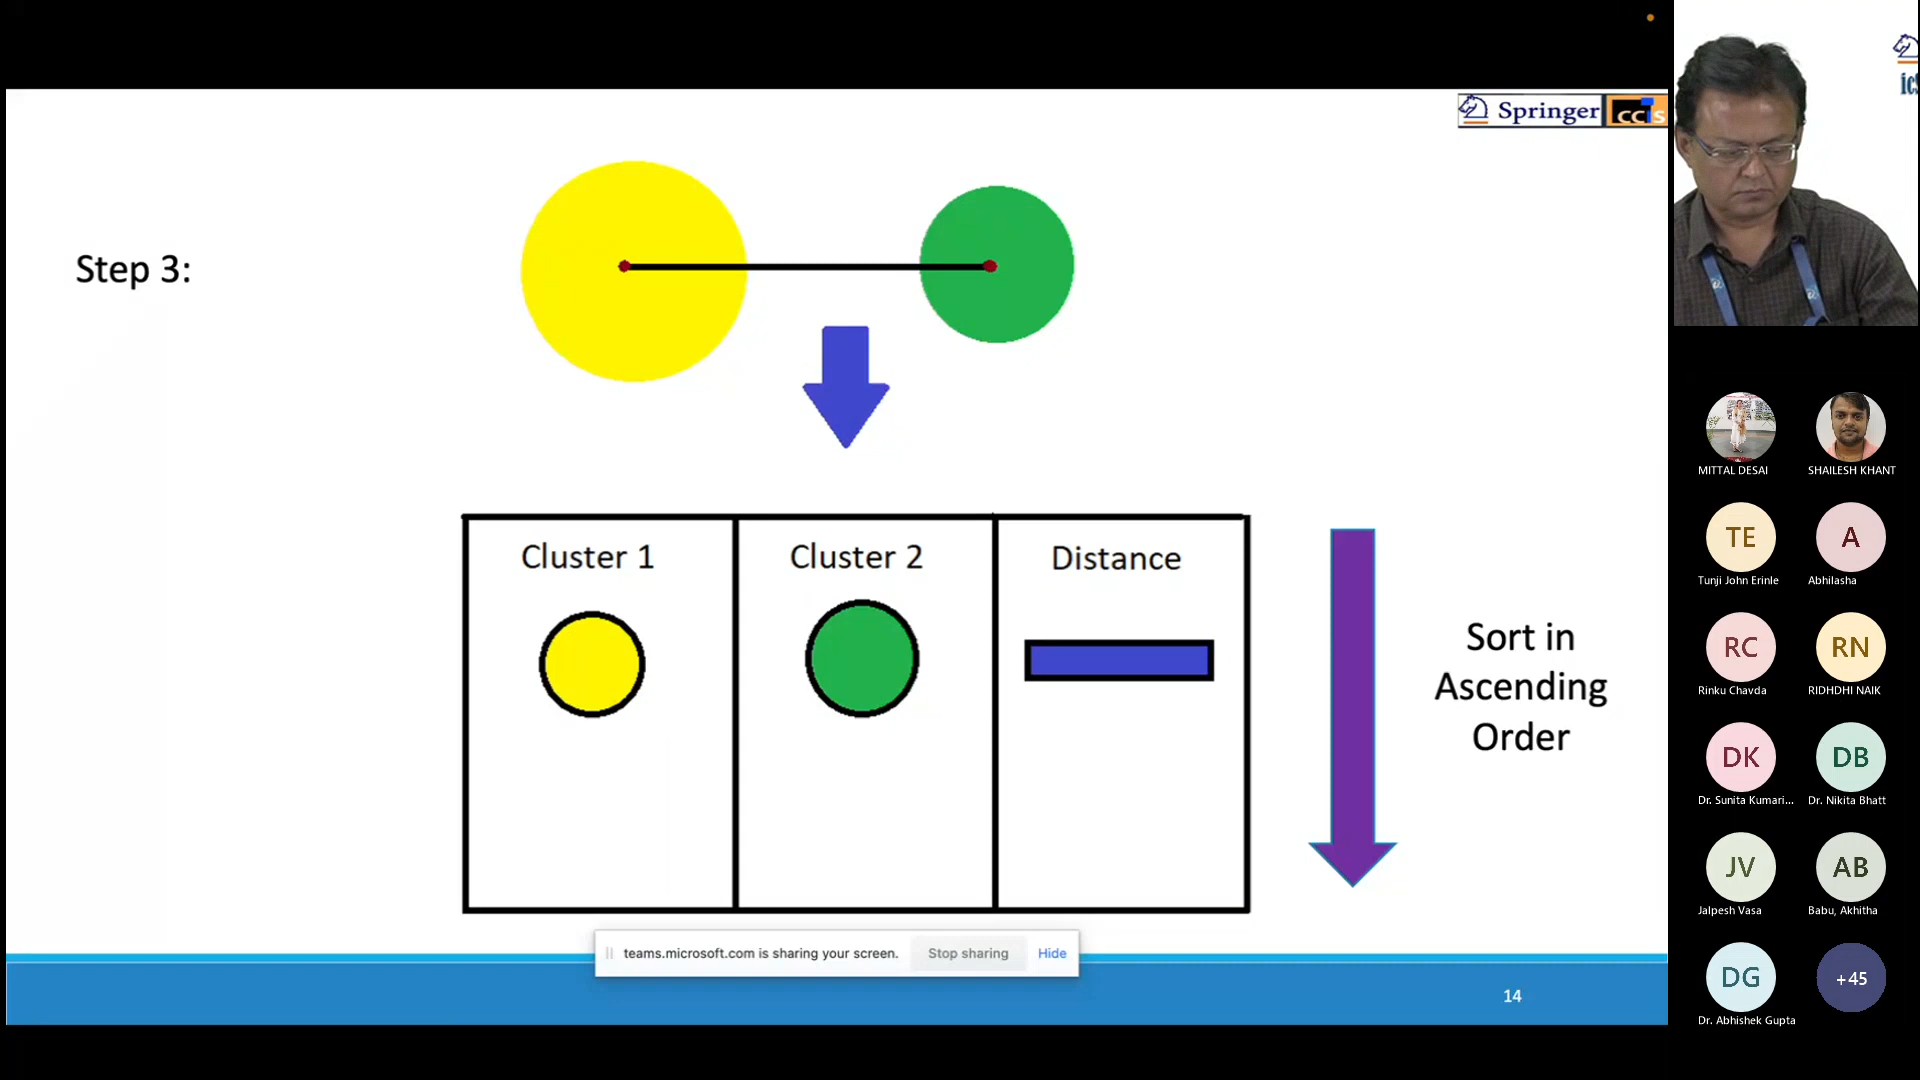 Springer
ccis
Step 3:
Cluster 1
Cluster 2
Distance
Sort in
Ascending
Order
teams.microsoft.com is sharing your screen.
Stop sharing
Hide
14
MITTAL DESAI
SHAILESH KHANT
TE
Tunji John Erinle
A
Abhilasha
RC
Rinku Chavda
RN
RIDHDHI NAIK
DK
Dr. Sunita Kumari...
DB
Dr. Nikita Bhatt
JV
Jalpesh Vasa
AB
Babu, Akhitha
DG
Dr. Abhishek Gupta
+45